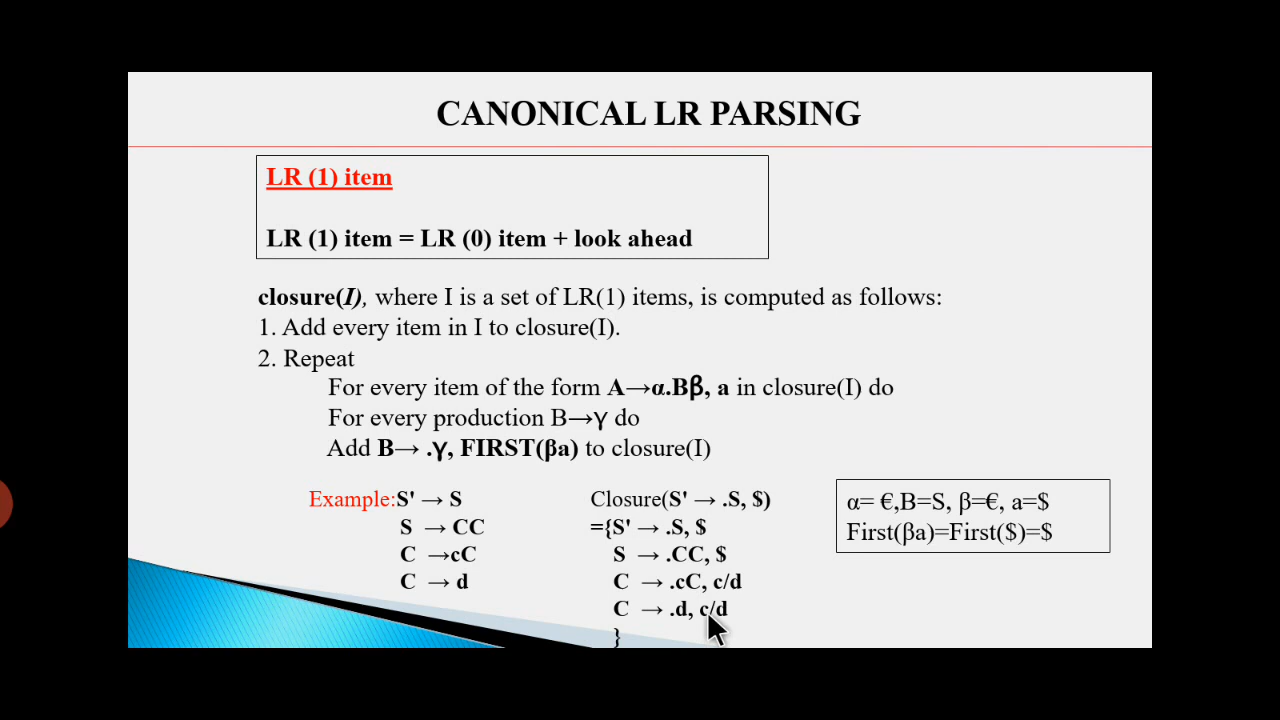 CANONICAL LR PARSING
LR (1) item
LR (1) item = LR (0) item + look ahead
closure(I), where I is a set of LR(1) items, is computed as follows:
1. Add every item in I to closure(I).
2. Repeat
For every item of the form A→α.Bβ, a in closure(I) do
For every production B→γ do
Add B→ .γ, FIRST(βa) to closure(I)
Example:S' → S
S → CC
C →cC
C → d
Closure(S' → .S, $)
={S' → .S, $
S → .CC, $
C → .cC, c/d
C → .d, c/d
}
α= €,B=S, β=€, a=$
First(βa)=First($)=$